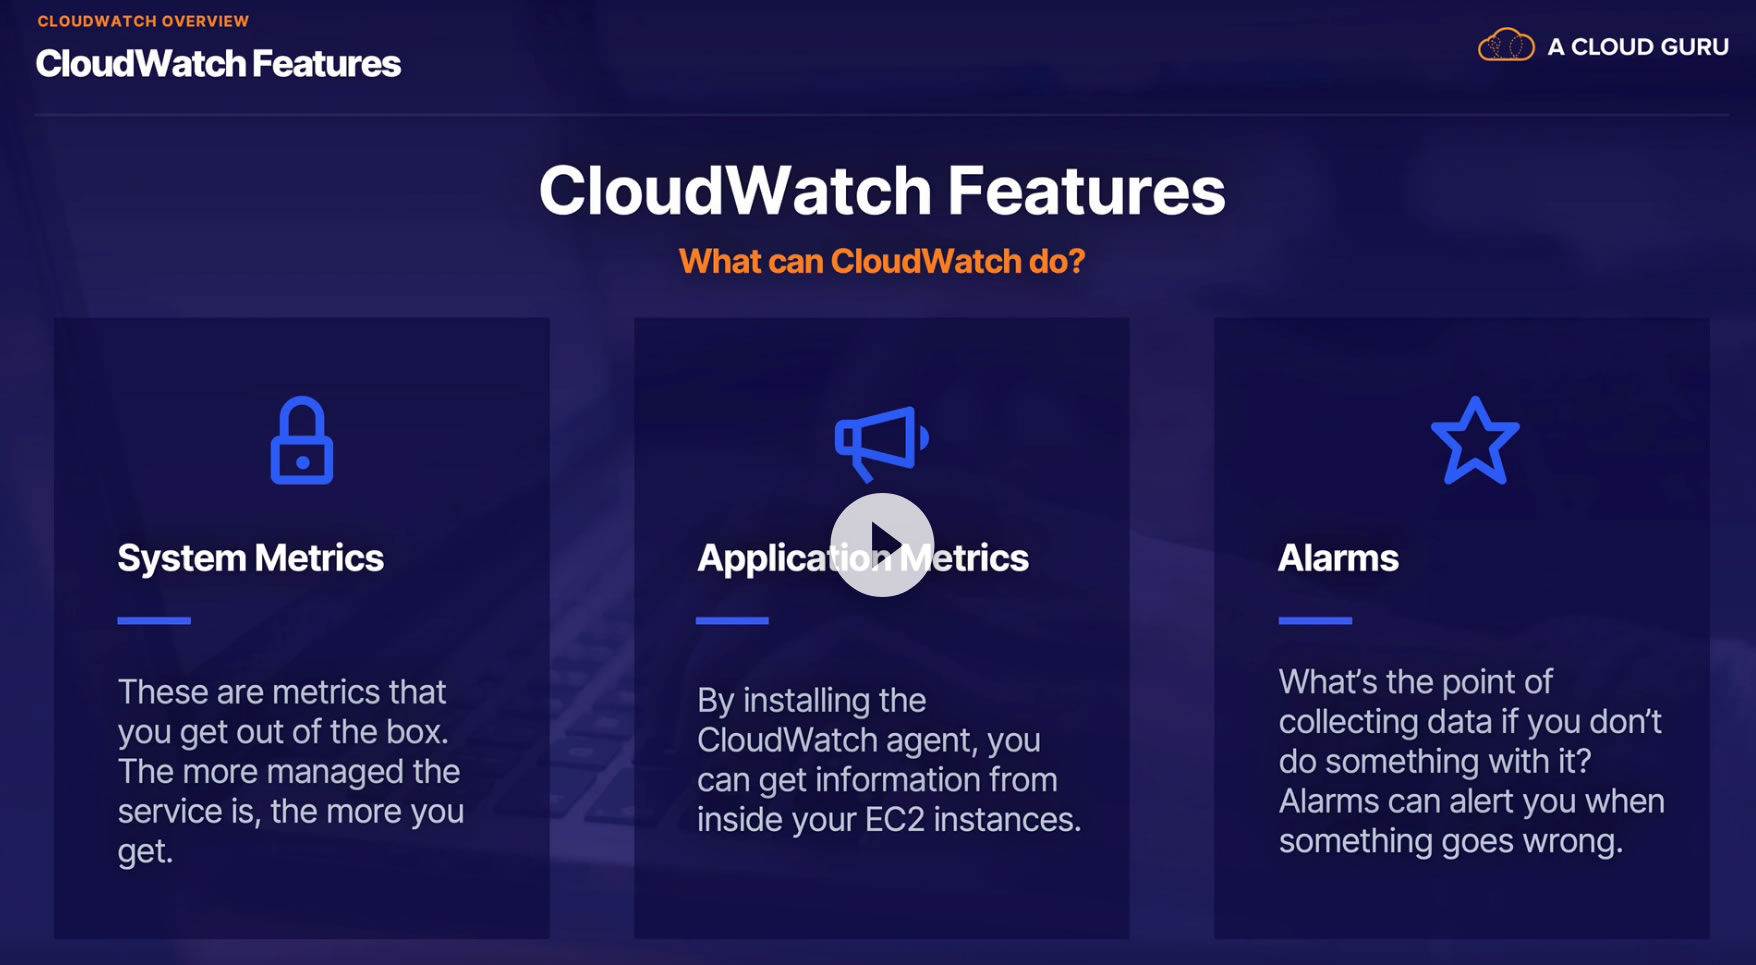 CLOUDWATCH OVERVIEW
CloudWatch Features
A CLOUD GURU
CloudWatch Features
What can CloudWatch do?
System Metrics
These are metrics that
you get out of the box.
The more managed the
service is, the more you
get.
Application Metrics
By installing the
CloudWatch agent, you
can get information from
inside your EC2 instances.
Alarms
What’s the point of
collecting data if you don’t
do something with it?
Alarms can alert you when
something goes wrong.